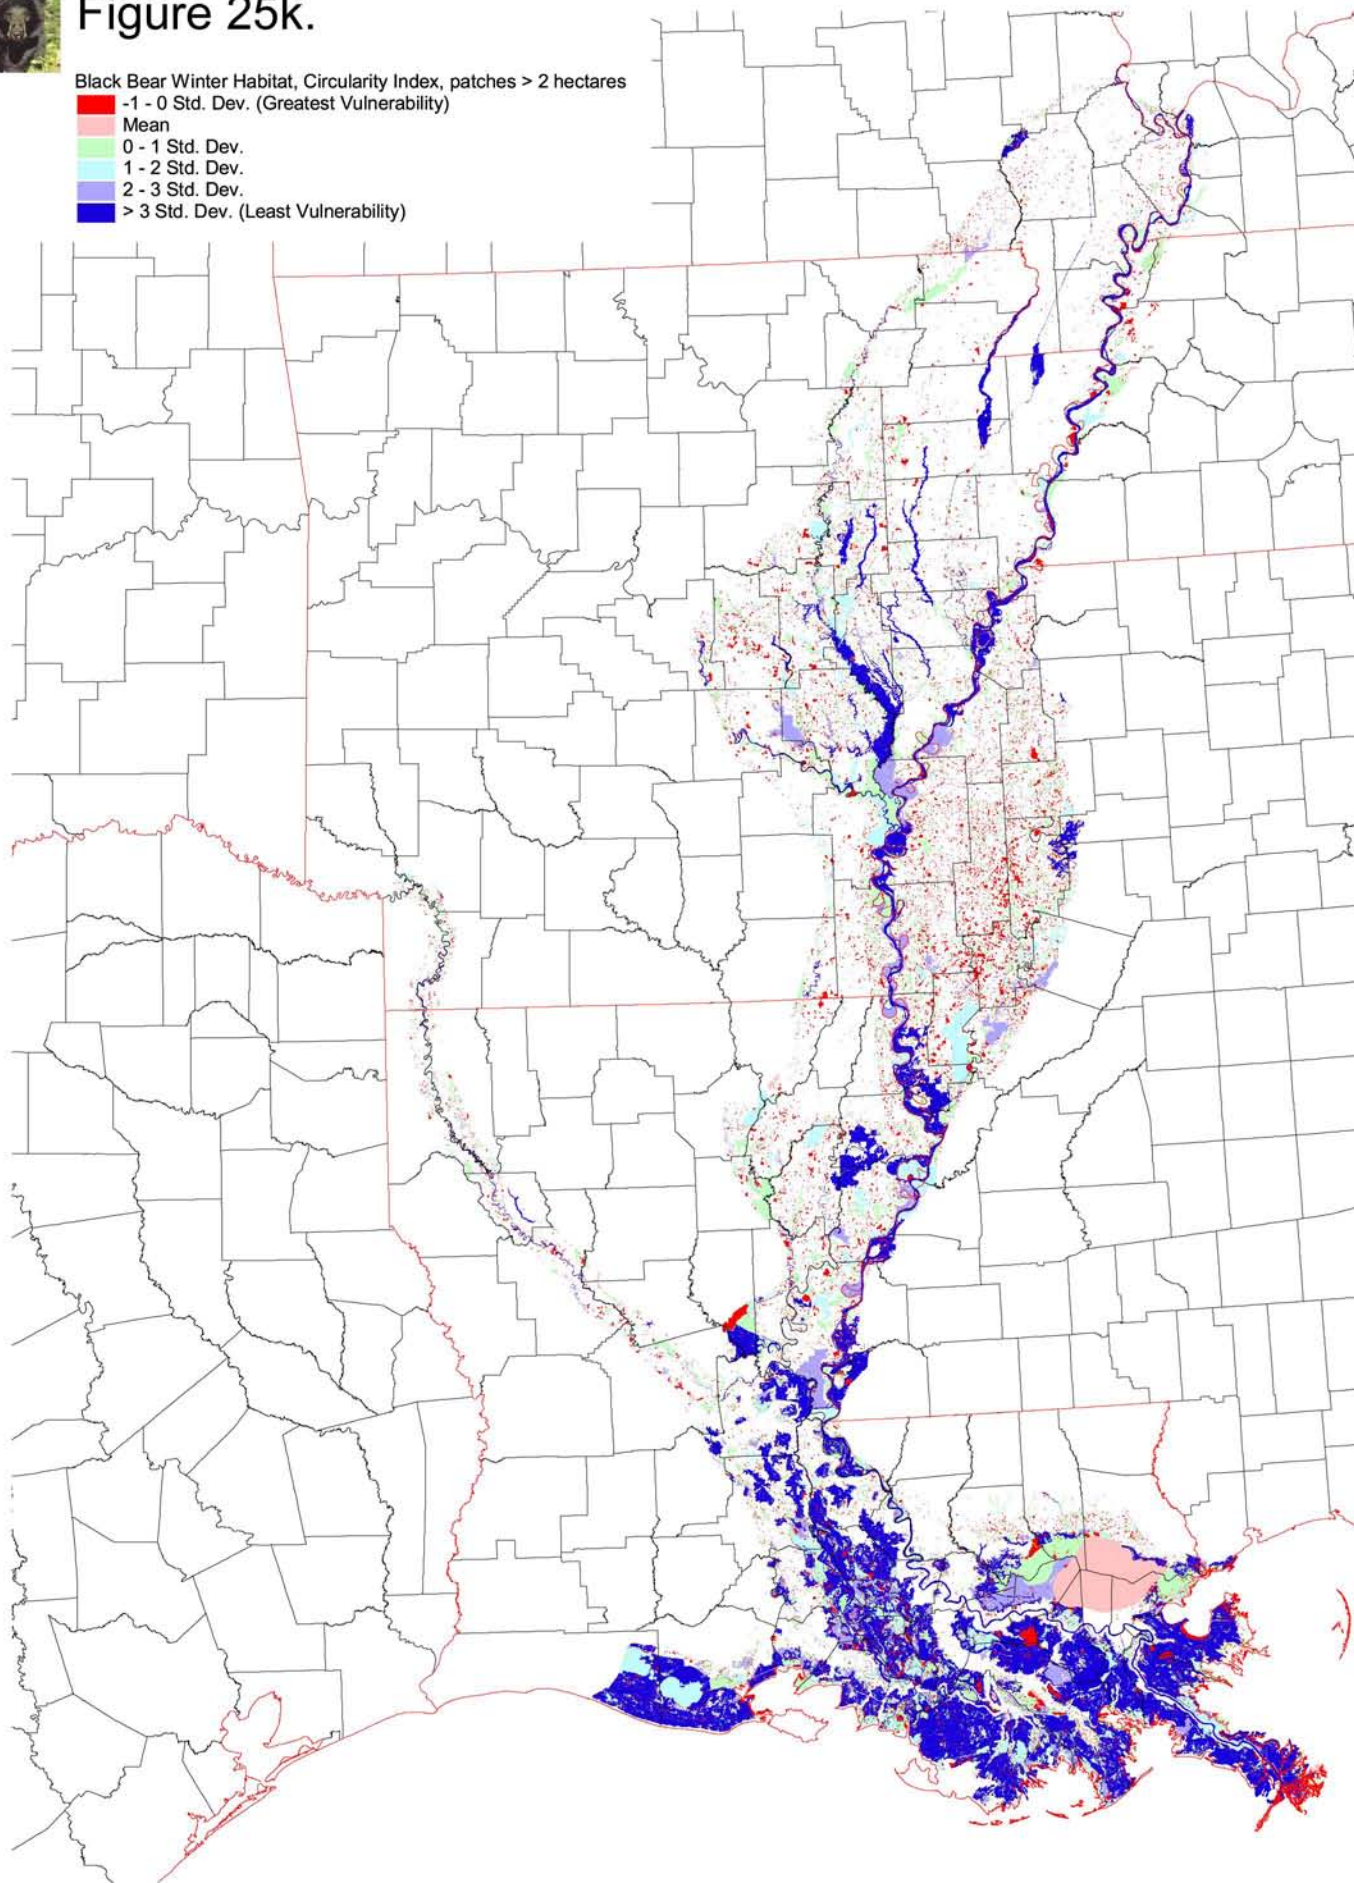 Figure 25k.
Black Bear Winter Habitat, Circularity Index, patches > 2 hectares
-1 - 0 Std. Dev. (Greatest Vulnerability)
Mean
0 - 1 Std. Dev.
1 - 2 Std. Dev.
2 - 3 Std. Dev.
> 3 Std. Dev. (Least Vulnerability)